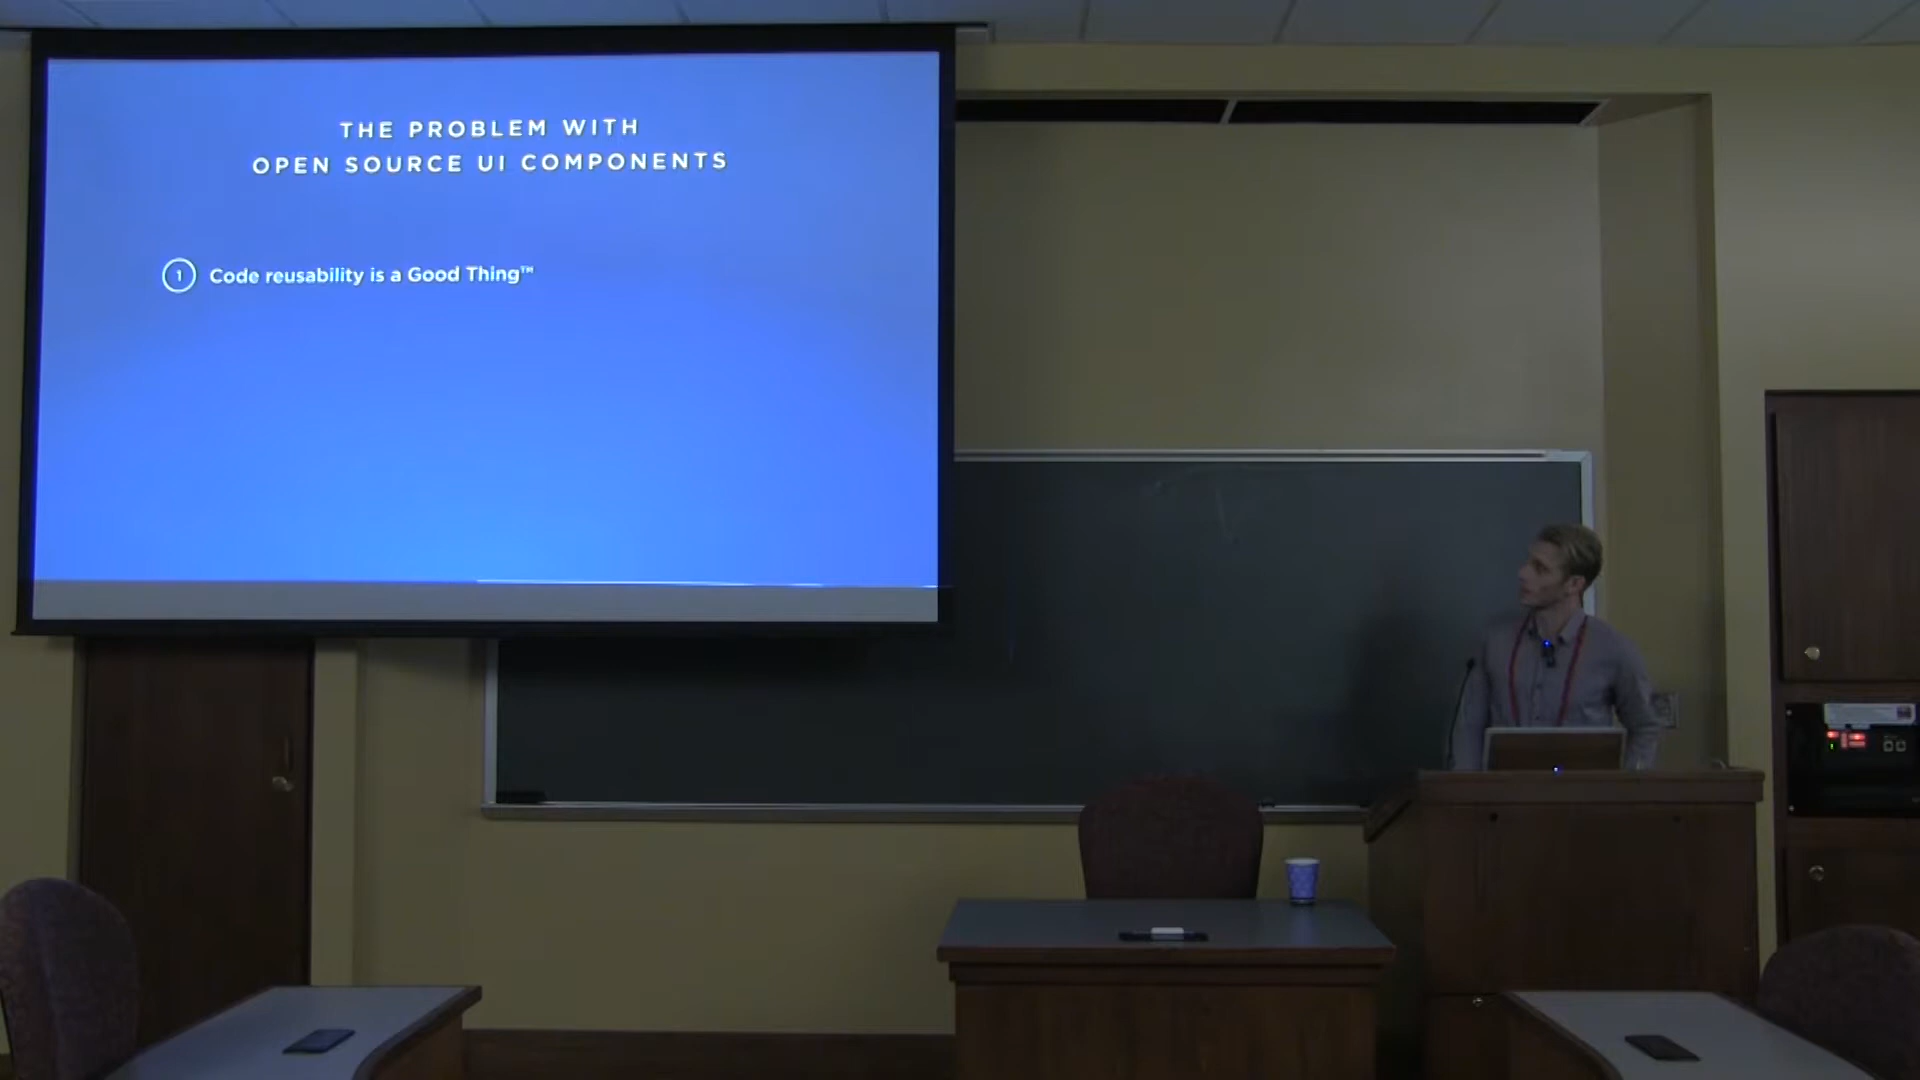 THE PROBLEM WITH
OPEN SOURCE UI COMPONENTS
1 Code reusability is a Good Thing™